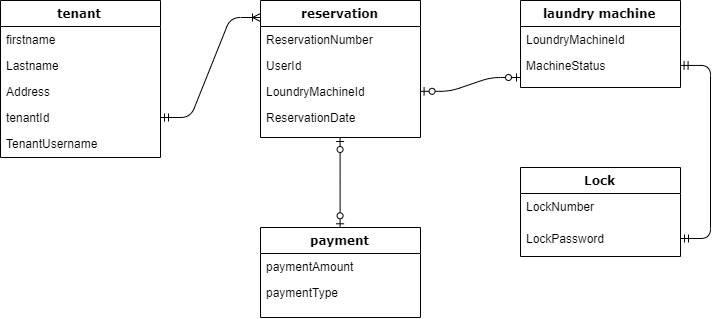 tenant
firstname
Lastname
Address
tenantId
TenantUsername
reservation
ReservationNumber
UserId
LoundryMachineId
ReservationDate
laundry machine
LoundryMachineId
MachineStatus
Lock
LockNumber
LockPassword
payment
paymentAmount
paymentType